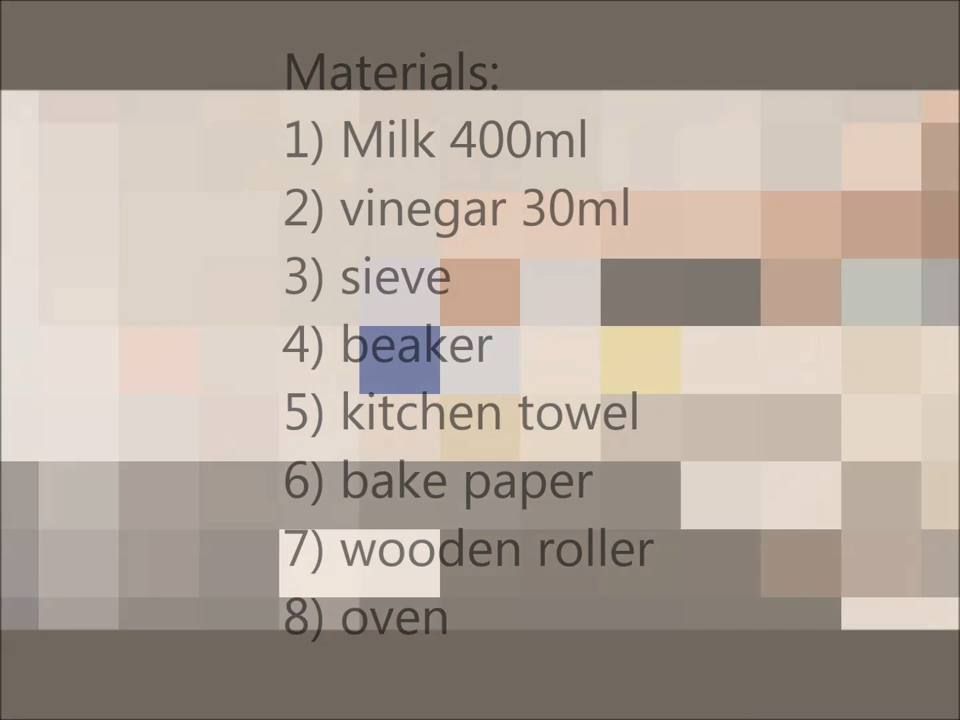 Materials:
1) Milk 400ml
2) vinegar 30ml
3) sieve
4) beaker
5) kitchen towel
6) bake paper
7) wooden roller
8) oven